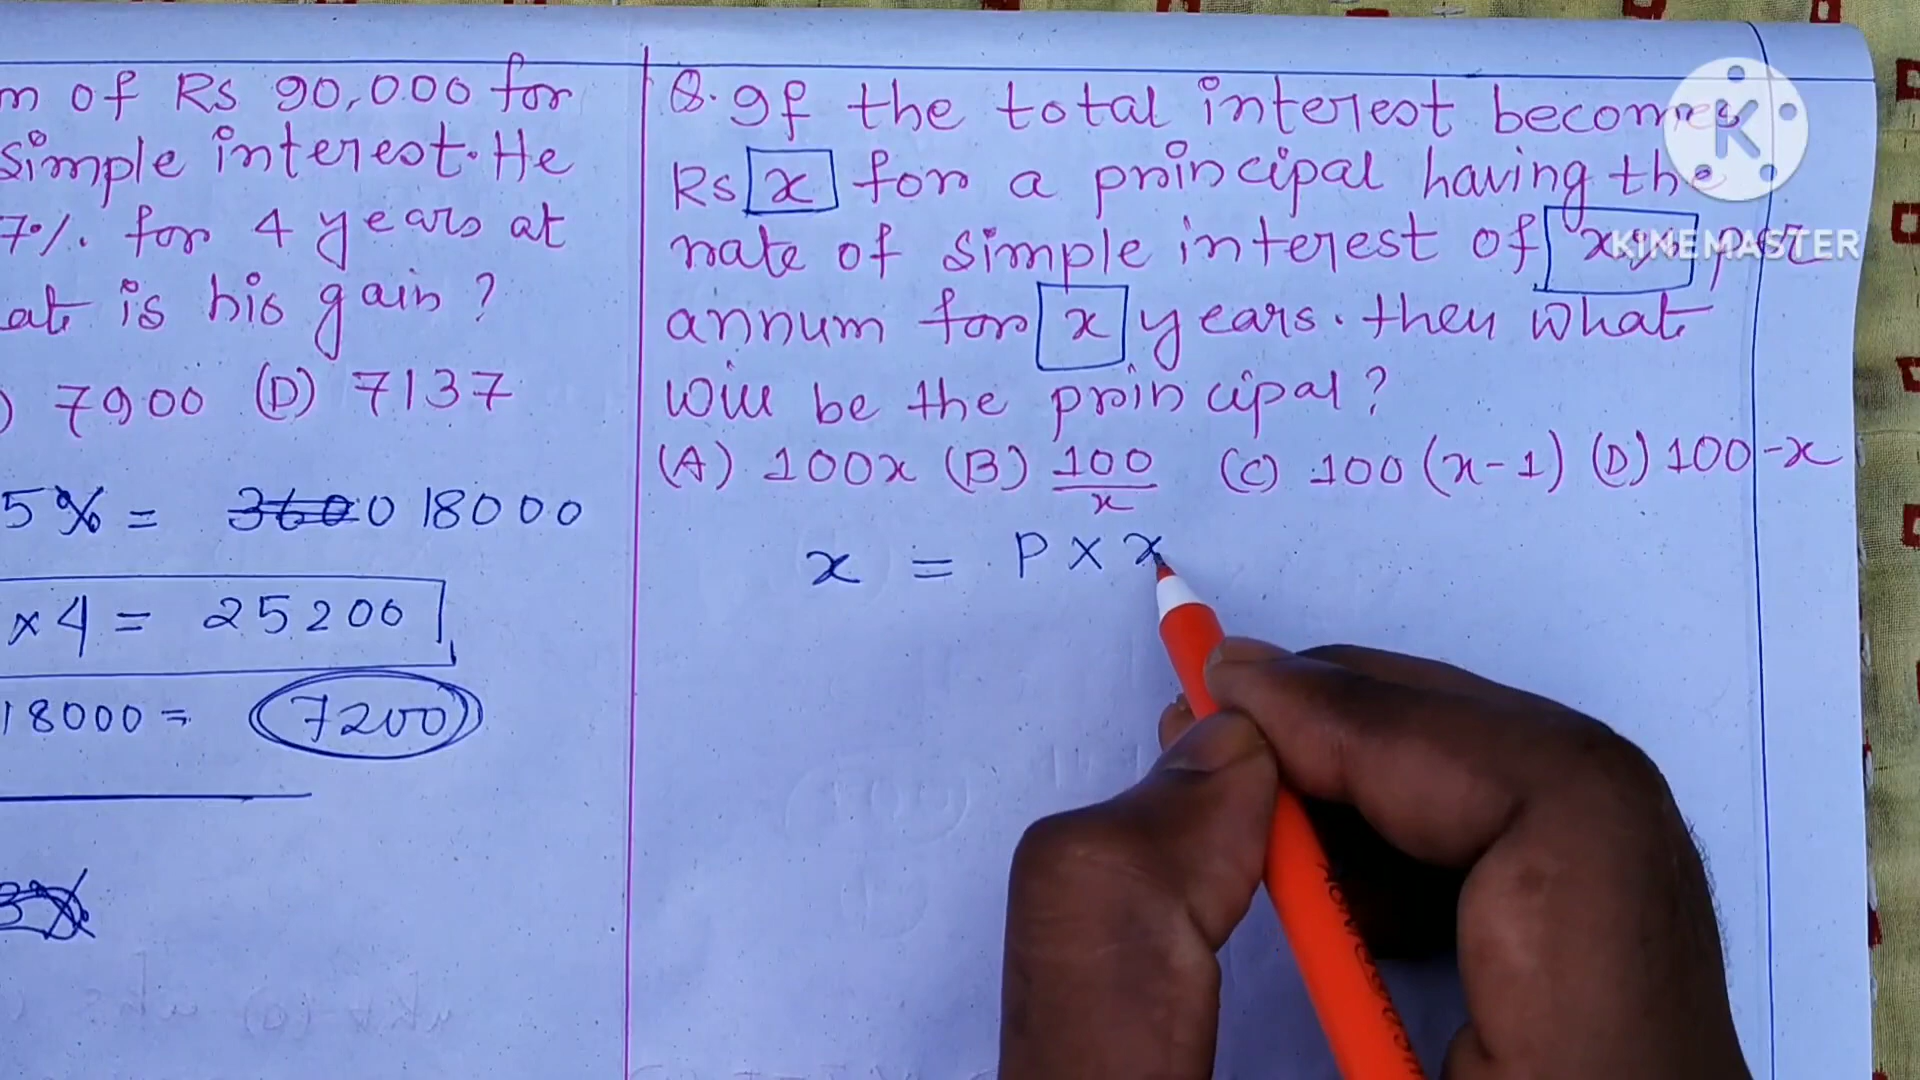 m of Rs 90,000 for
simple interest. He
7% for 4 years at
at is his gain?
) 7900 (D) 7137
5% = 18000
× 4 = 25200
18000 = 7200
Q. If the total interest becomes
Rs x for a principal having the
rate of simple interest of x% per
annum for x years. then what
will be the principal?
(A) 100x (B) 100/x (C) 100 (x-1) (D) 100-x
x = P × x
K
KINEMASTER